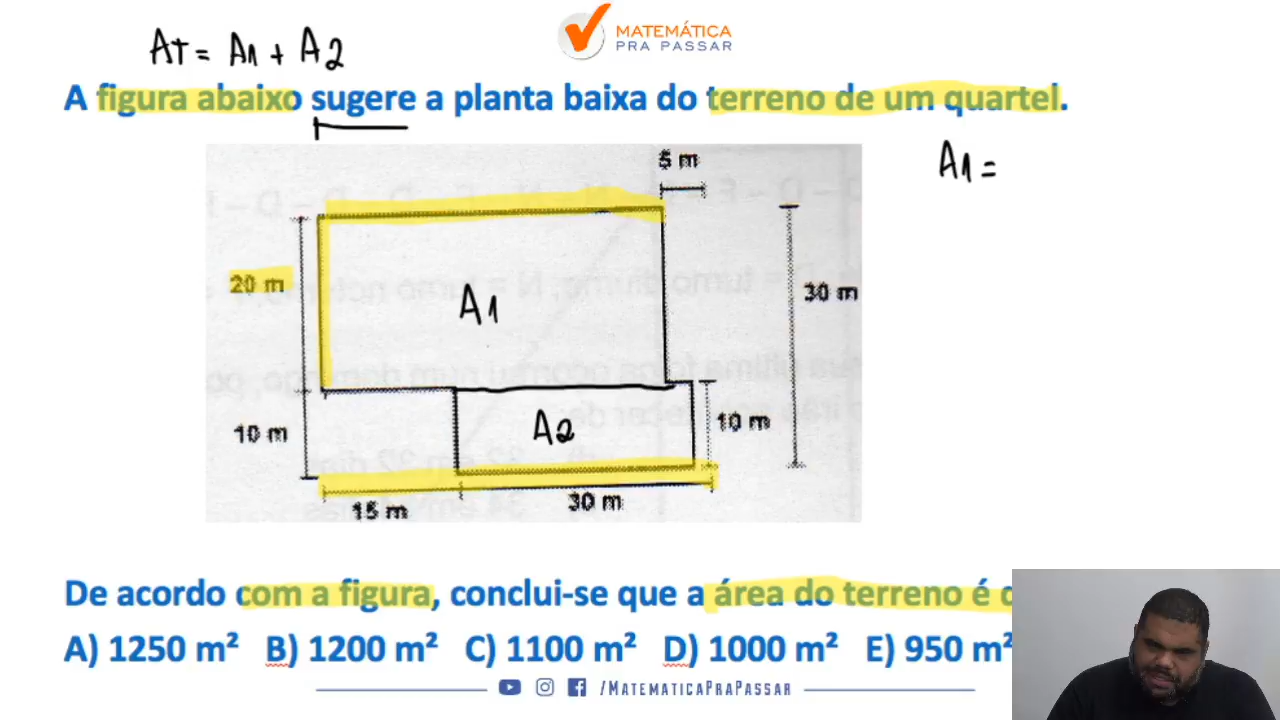 MATEMÁTICA
PRA PASSAR
AT = A1 + A2
A figura abaixo sugere a planta baixa do terreno de um quartel.
A1 =
5 m
20 m
A1
30 m
10 m
A2
10 m
15 m
30 m
De acordo com a figura, conclui-se que a área do terreno é
A) 1250 m² B) 1200 m² C) 1100 m² D) 1000 m² E) 950 m²
/MATEMATICAPRAPASSAR